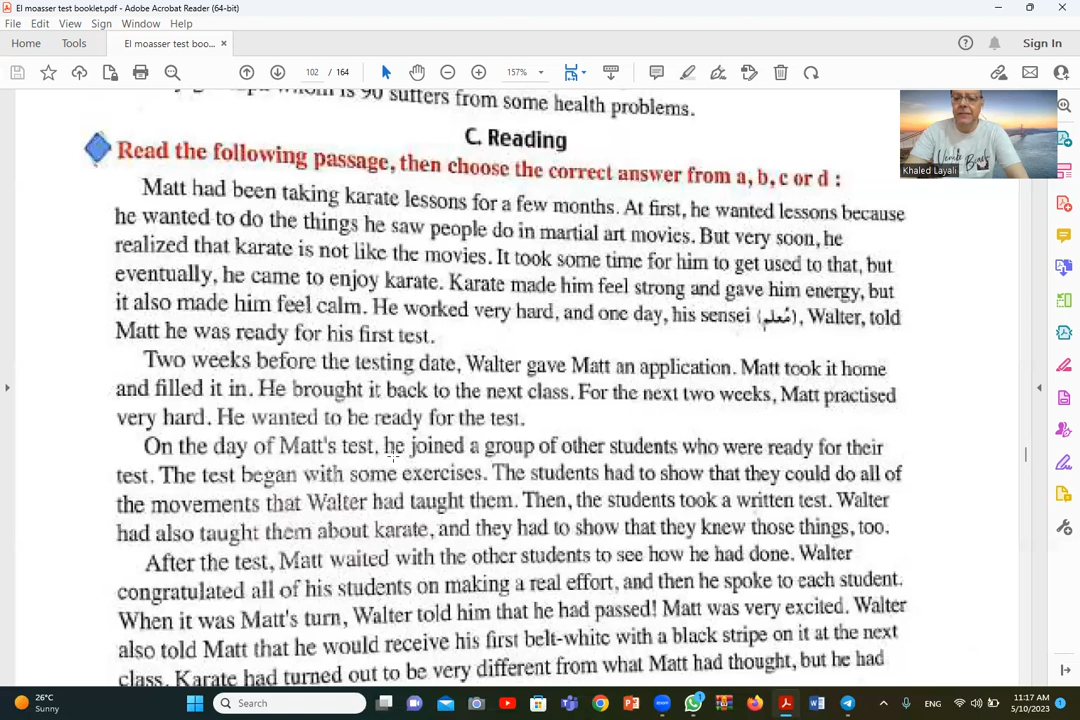 El moasser test booklet.pdf - Adobe Acrobat Reader (64-bit)
File Edit View Sign Window Help
Home Tools El moasser test boo... × Sign In
102 / 164 157%
is 90 suffers from some health problems.
C. Reading
Read the following passage, then choose the correct answer from a, b, c or d :
Matt had been taking karate lessons for a few months. At first, he wanted lessons because
he wanted to do the things he saw people do in martial art movies. But very soon, he
realized that karate is not like the movies. It took some time for him to get used to that, but
eventually, he came to enjoy karate. Karate made him feel strong and gave him energy, but
it also made him feel calm. He worked very hard, and one day, his sensei (مُعلم), Walter, told
Matt he was ready for his first test.
Two weeks before the testing date, Walter gave Matt an application. Matt took it home
and filled it in. He brought it back to the next class. For the next two weeks, Matt practised
very hard. He wanted to be ready for the test.
On the day of Matt's test, he joined a group of other students who were ready for their
test. The test began with some exercises. The students had to show that they could do all of
the movements that Walter had taught them. Then, the students took a written test. Walter
had also taught them about karate, and they had to show that they knew those things, too.
After the test, Matt waited with the other students to see how he had done. Walter
congratulated all of his students on making a real effort, and then he spoke to each student.
When it was Matt's turn, Walter told him that he had passed! Matt was very excited. Walter
also told Matt that he would receive his first belt-white with a black stripe on it at the next
class. Karate had turned out to be very different from what Matt had thought, but he had
Khaled Layali
26°C
Sunny
Search
1
ENG
11:17 AM
5/10/2023